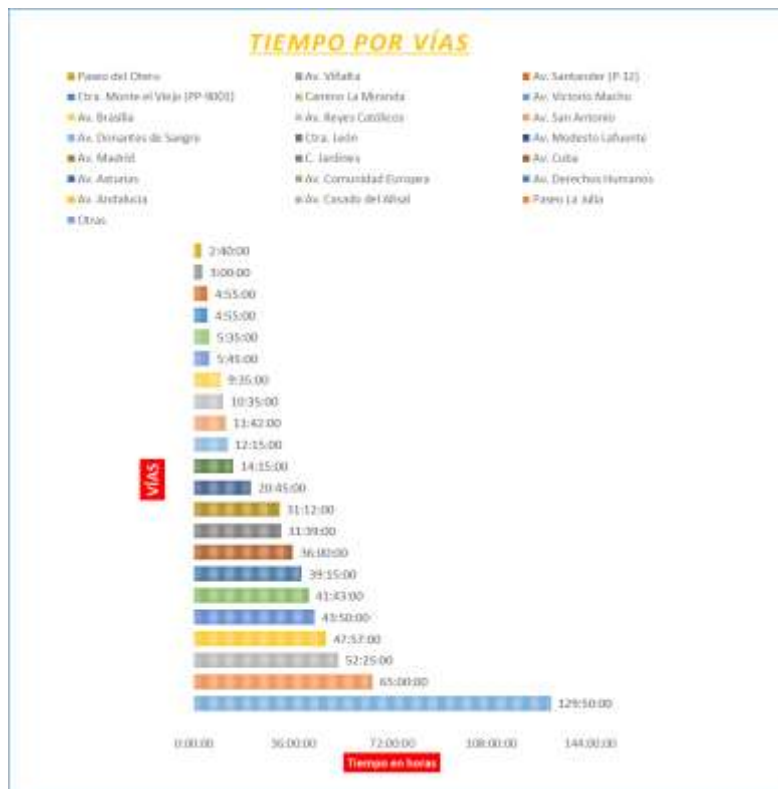 TIEMPO POR VÍAS
Paseo del Otero
Av. Viñalta
Av. Santander (P-12)
Ctra. Monte el Viejo (PP-9001)
Camino La Miranda
Av. Victorio Macho
Av. Brasilia
Av. Reyes Católicos
Av. San Antonio
Av. Donantes de Sangre
Ctra. León
Av. Modesto Lafuente
Av. Madrid
C. Jardines
Av. Cuba
Av. Asturias
Av. Comunidad Europea
Av. Derechos Humanos
Av. Andalucía
Av. Casado del Alisal
Paseo La Julia
Otras
2:40:00
3:00:00
4:55:00
4:55:00
5:35:00
5:45:00
9:35:00
10:35:00
11:42:00
12:15:00
14:15:00
20:45:00
31:12:00
31:39:00
36:00:00
39:15:00
41:43:00
43:50:00
47:57:00
52:25:00
65:00:00
129:50:00
VÍAS
0:00:00
36:00:00
72:00:00
108:00:00
144:00:00
Tiempo en horas